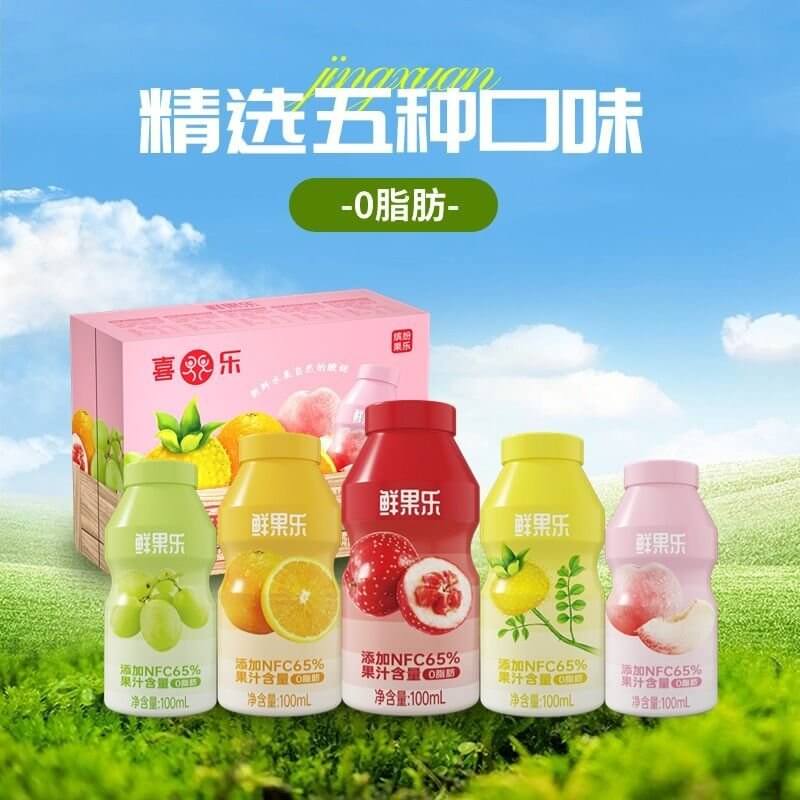 jingxuan
精选五种口味
-0脂肪-
喜 乐
缤纷
果乐
鲜果乐
添加NFC65%
果汁含量 0脂肪
净含量:100mL
鲜果乐
添加NFC65%
果汁含量 0脂肪
净含量:100mL
鲜果乐
添加NFC65%
果汁含量 0脂肪
净含量:100mL
鲜果乐
添加NFC65%
果汁含量 0脂肪
净含量:100mL
鲜果乐
添加NFC65%
果汁含量 0脂肪
净含量:100mL